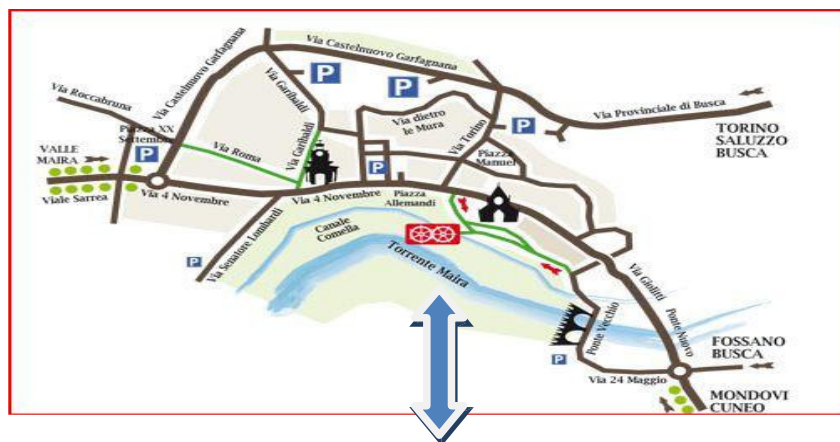 Via Castelnuovo Garfagnana
Via Castelnuovo Garfagnana
P
P
Via Garibaldi
Via Roccabruna
Via Provinciale di Busca
Via dietro
le Mura
Via Torino
P
TORINO
SALUZZO
BUSCA
Piazza XX
Settembre
P
Via Roma
Via Garibaldi
P
Piazza
Manuel
VALLE
MAIRA
Viale Sarrea
Via 4 Novembre
Via 4 Novembre
Piazza
Allemandi
Via Senatore Lombardi
P
Canale
Comella
Torrente Maira
Via Giolitti
Ponte Vecchio
Ponte Nuovo
P
Via 24 Maggio
FOSSANO
BUSCA
MONDOVI
CUNEO